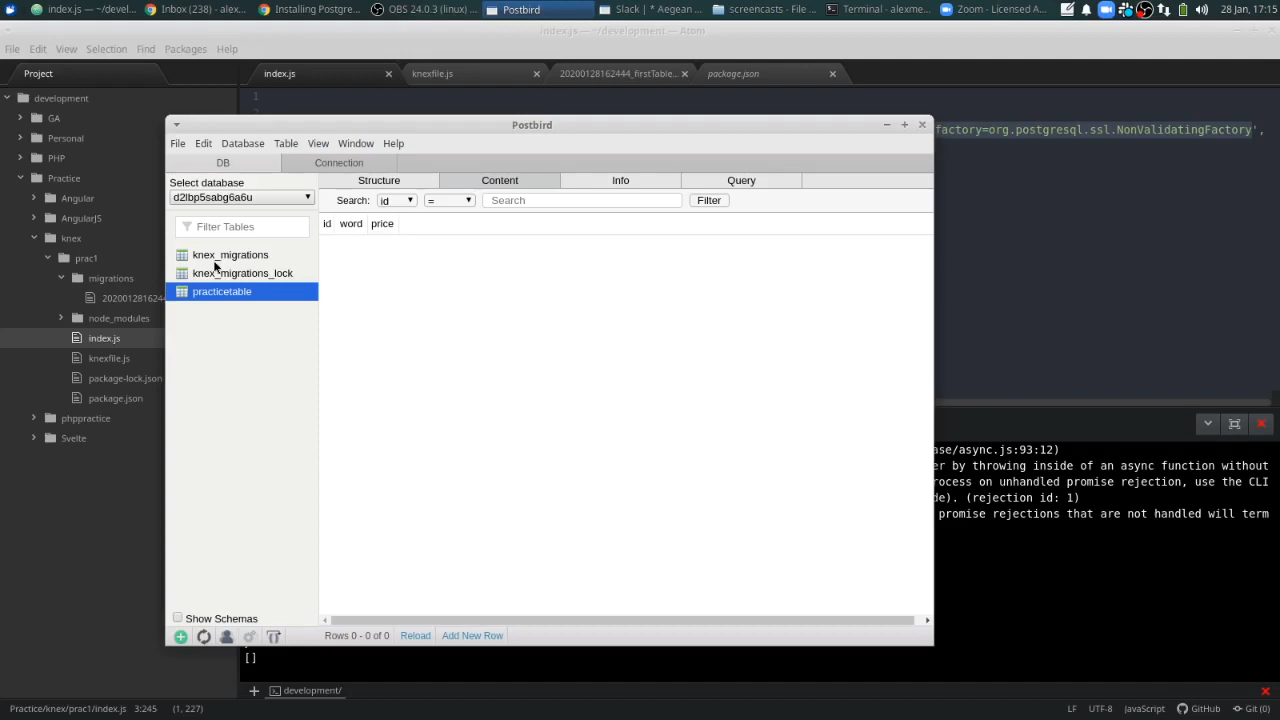 index.js — ~/devel...
Inbox (238) - alex...
Installing Postgre...
OBS 24.0.3 (linux) ...
Postbird
Slack | * Aegean ...
screencasts - File ...
Terminal - alexme...
Zoom - Licensed A...
28 Jan, 17:15
index.js — ~/development — Atom
File Edit View Selection Find Packages Help
Project
index.js
knexfile.js
20200128162444_firstTable...
package.json
1
development
GA
Personal
PHP
Practice
Angular
AngularJS
knex
prac1
migrations
2020012816244
node_modules
index.js
knexfile.js
package-lock.json
package.json
phppractice
Svelte
factory=org.postgresql.ssl.NonValidatingFactory',
Postbird
File Edit Database Table View Window Help
DB Connection
Select database
d2lbp5sabg6a6u
Filter Tables
knex_migrations
knex_migrations_lock
practicetable
Show Schemas
Structure Content Info Query
Search: id = Search Filter
id word price
Rows 0 - 0 of 0 Reload Add New Row
ase/async.js:93:12)
er by throwing inside of an async function without
rocess on unhandled promise rejection, use the CLI
de). (rejection id: 1)
promise rejections that are not handled will term
[]
development/
Practice/knex/prac1/index.js 3:245 (1, 227)
LF UTF-8 JavaScript GitHub Git (0)